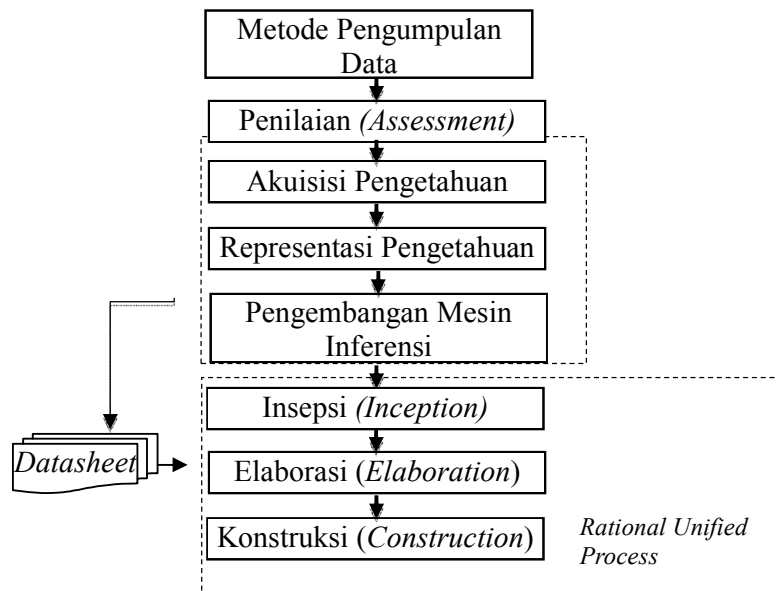 Metode Pengumpulan
Data
Penilaian (Assessment)
Akuisisi Pengetahuan
Representasi Pengetahuan
Pengembangan Mesin
Inferensi
Insepsi (Inception)
Datasheet
Elaborasi (Elaboration)
Konstruksi (Construction)
Rational Unified
Process